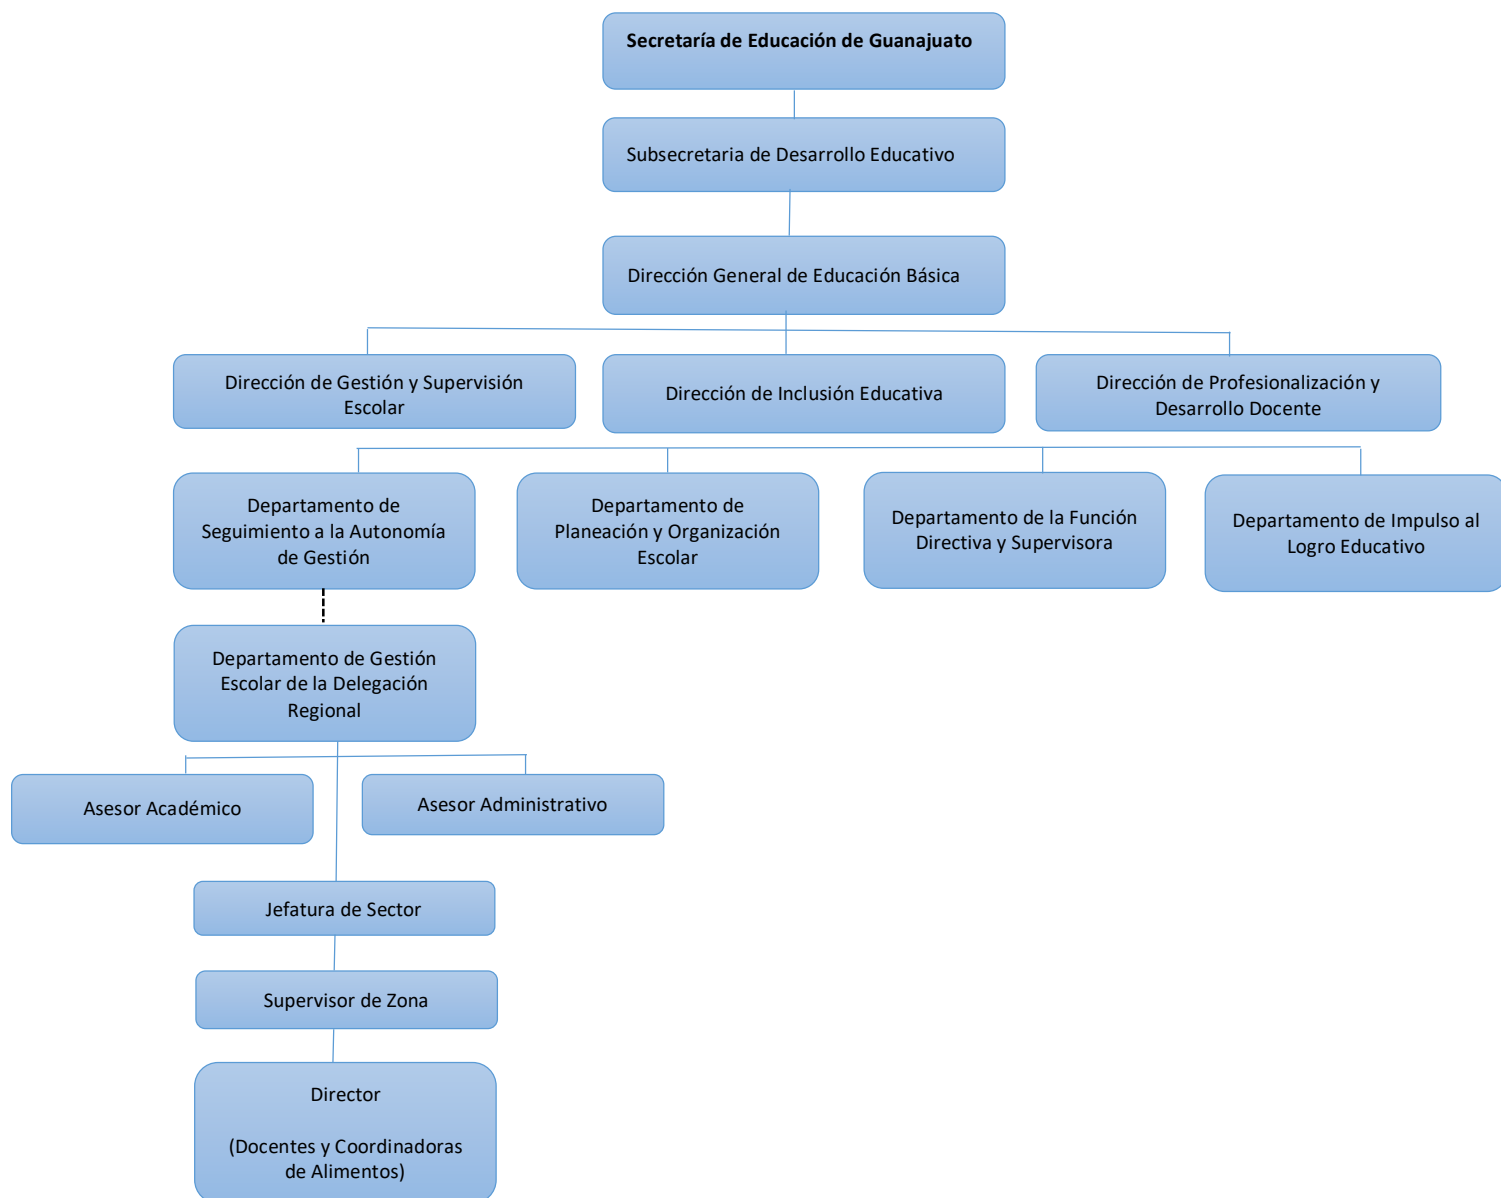 Secretaría de Educación de Guanajuato
Subsecretaria de Desarrollo Educativo
Dirección General de Educación Básica
Dirección de Gestión y Supervisión
Escolar
Dirección de Inclusión Educativa
Dirección de Profesionalización y
Desarrollo Docente
Departamento de
Seguimiento a la Autonomía
de Gestión
Departamento de
Planeación y Organización
Escolar
Departamento de la Función
Directiva y Supervisora
Departamento de Impulso al
Logro Educativo
Departamento de Gestión
Escolar de la Delegación
Regional
Asesor Académico
Asesor Administrativo
Jefatura de Sector
Supervisor de Zona
Director
(Docentes y Coordinadoras
de Alimentos)